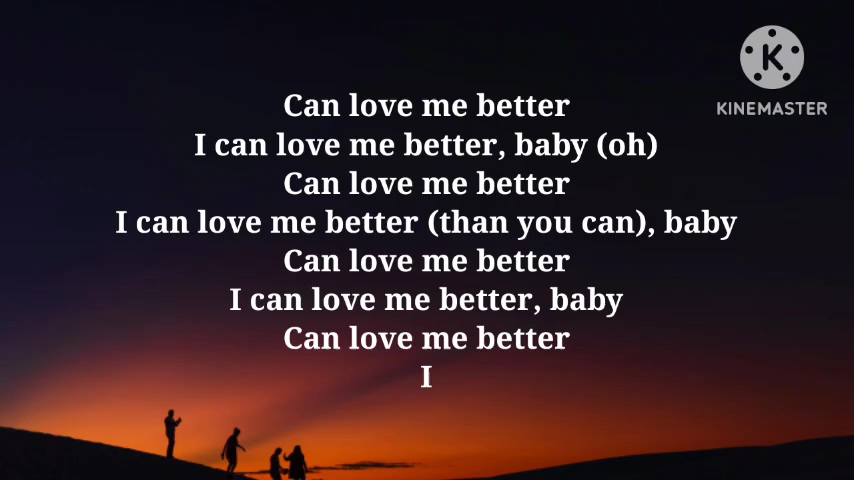 K
KINEMASTER
Can love me better
I can love me better, baby (oh)
Can love me better
I can love me better (than you can), baby
Can love me better
I can love me better, baby
Can love me better
I